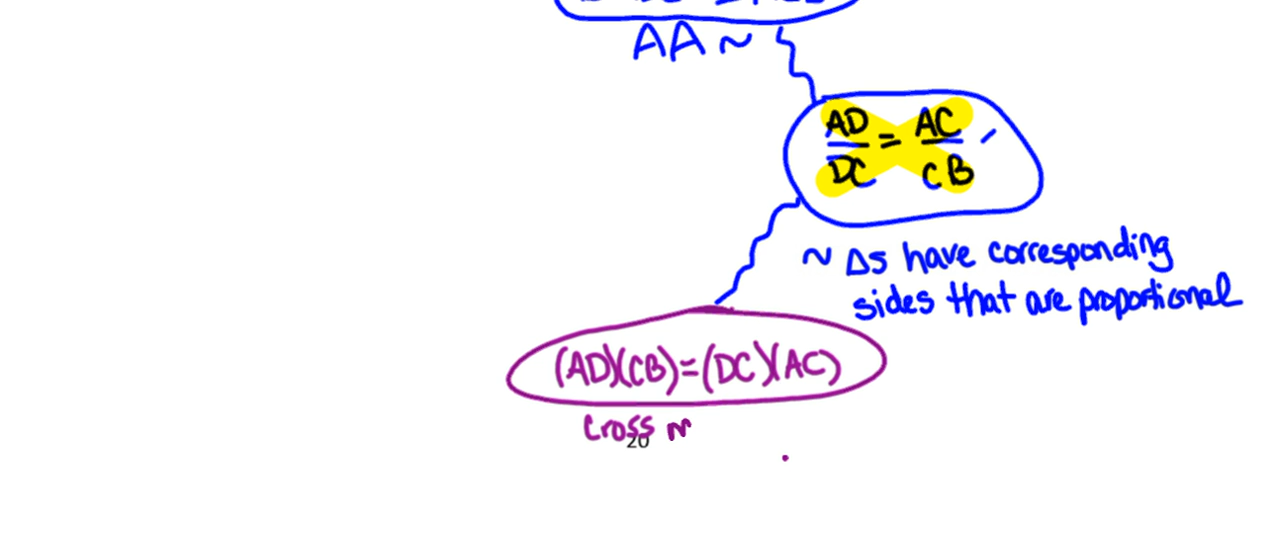 AA ~
AD/DC = AC/CB
~ Δs have corresponding
sides that are proportional
(AD)(CB)=(DC)(AC)
Cross m
20